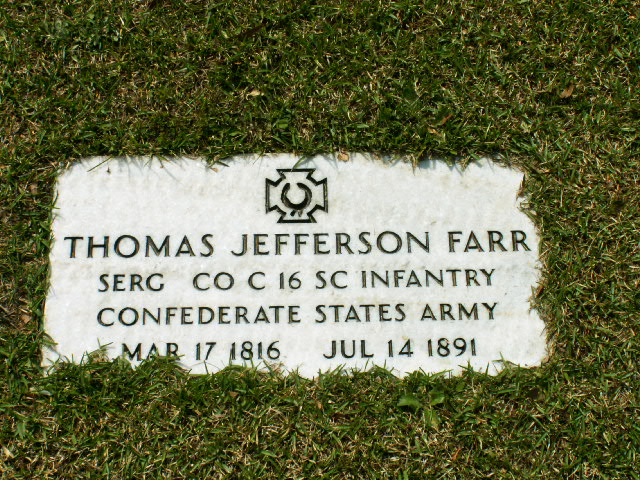 THOMAS JEFFERSON FARR
SERG CO C 16 SC INFANTRY
CONFEDERATE STATES ARMY
MAR 17 1816 JUL 14 1891